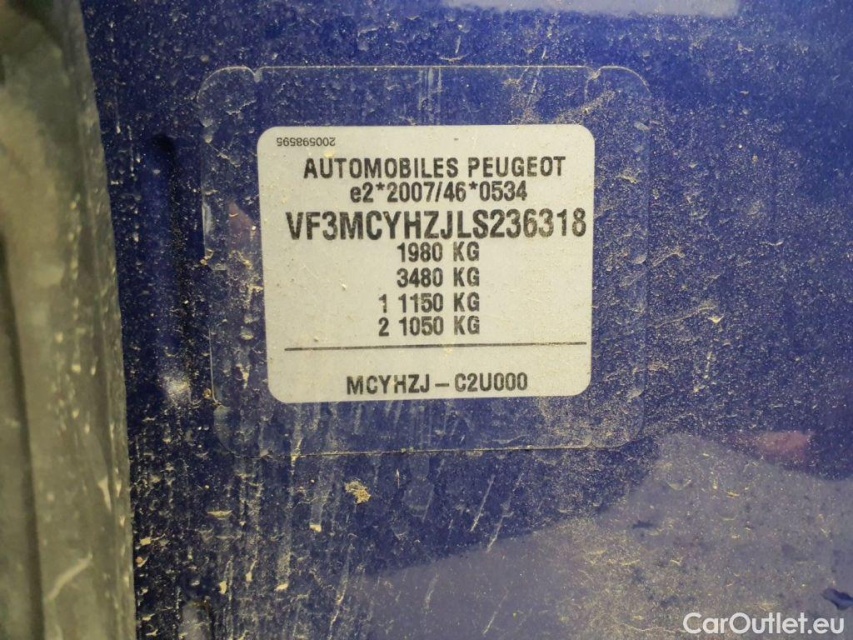 200598595
AUTOMOBILES PEUGEOT
e2*2007/46*0534
VF3MCYHZJLS236318
1980 KG
3480 KG
1 1150 KG
2 1050 KG
MCYHZJ-C2U000
CarOutlet.eu